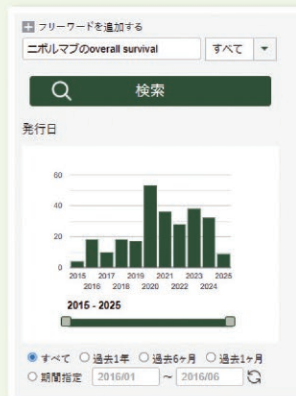 フリーワードを追加する
ニボルマブのoverall survival すべて
検索
発行日
60
40
20
0
2015 2017 2019 2021 2023 2025
2016 2018 2020 2022 2024
2015 - 2025
すべて 過去1年 過去6ヶ月 過去1ヶ月
期間指定 2016/01 ~ 2016/06